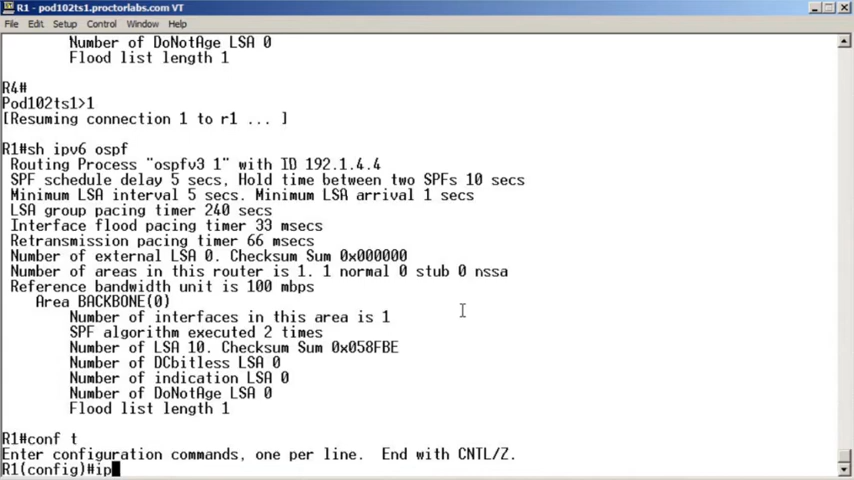 R1 - pod102ts1.proctorlabs.com VT
File Edit Setup Control Window Help
Number of DoNotAge LSA 0
Flood list length 1
R4#
Pod102ts1>1
[Resuming connection 1 to r1 ... ]
R1#sh ipv6 ospf
Routing Process "ospfv3 1" with ID 192.1.4.4
SPF schedule delay 5 secs, Hold time between two SPFs 10 secs
Minimum LSA interval 5 secs. Minimum LSA arrival 1 secs
LSA group pacing timer 240 secs
Interface flood pacing timer 33 msecs
Retransmission pacing timer 66 msecs
Number of external LSA 0. Checksum Sum 0x000000
Number of areas in this router is 1. 1 normal 0 stub 0 nssa
Reference bandwidth unit is 100 mbps
Area BACKBONE(0)
Number of interfaces in this area is 1
SPF algorithm executed 2 times
Number of LSA 10. Checksum Sum 0x058FBE
Number of DCbitless LSA 0
Number of indication LSA 0
Number of DoNotAge LSA 0
Flood list length 1
R1#conf t
Enter configuration commands, one per line. End with CNTL/Z.
R1(config)#ip